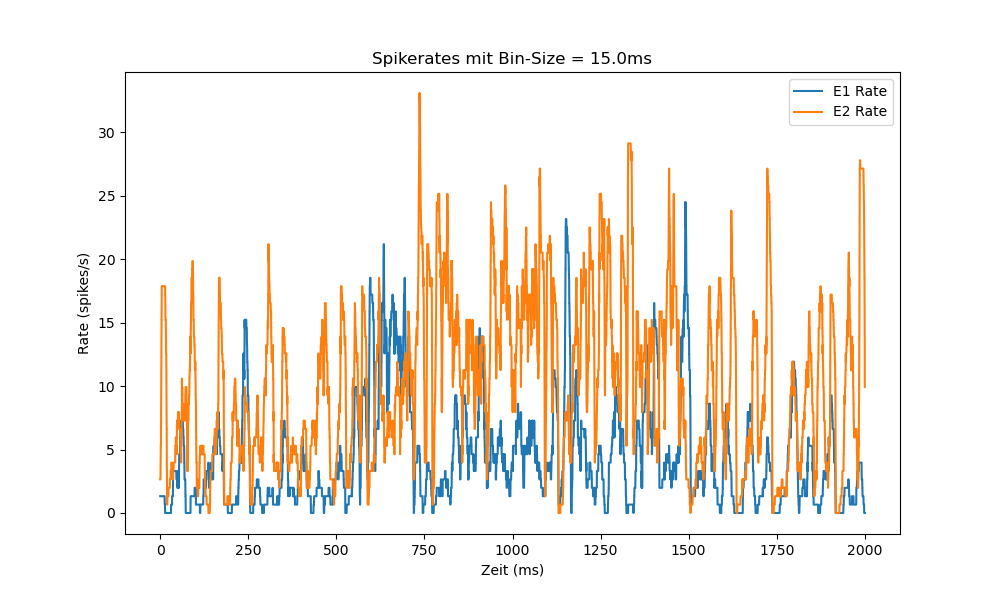 Spikerates mit Bin-Size = 15.0ms
E1 Rate
E2 Rate
Rate (spikes/s)
30
25
20
15
10
5
0
0 250 500 750 1000 1250 1500 1750 2000
Zeit (ms)